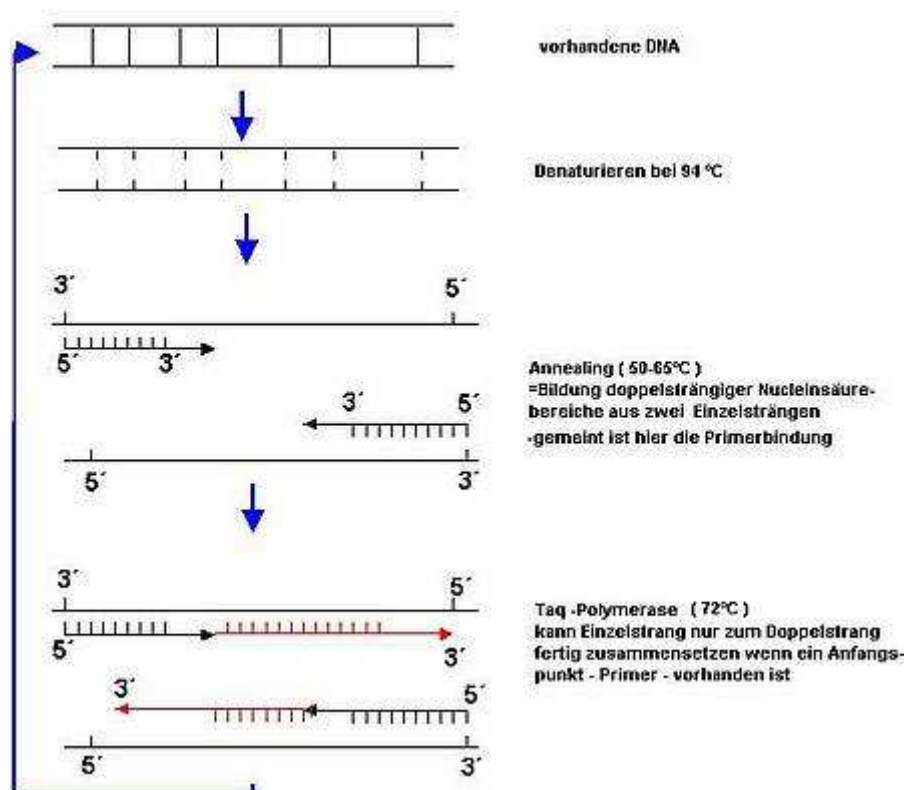 vorhandene DNA
Denaturieren bei 94 °C
3´ 5´
5´ 3´
Annealing ( 50-65°C )
=Bildung doppelsträngiger Nucleinsäure-
bereiche aus zwei Einzelsträngen
-gemeint ist hier die Primerbindung
3´ 5´
5´ 3´
3´ 5´
5´ 3´
Taq -Polymerase ( 72°C )
kann Einzelstrang nur zum Doppelstrang
fertig zusammensetzen wenn ein Anfangs-
punkt - Primer - vorhanden ist
3´ 5´
5´ 3´